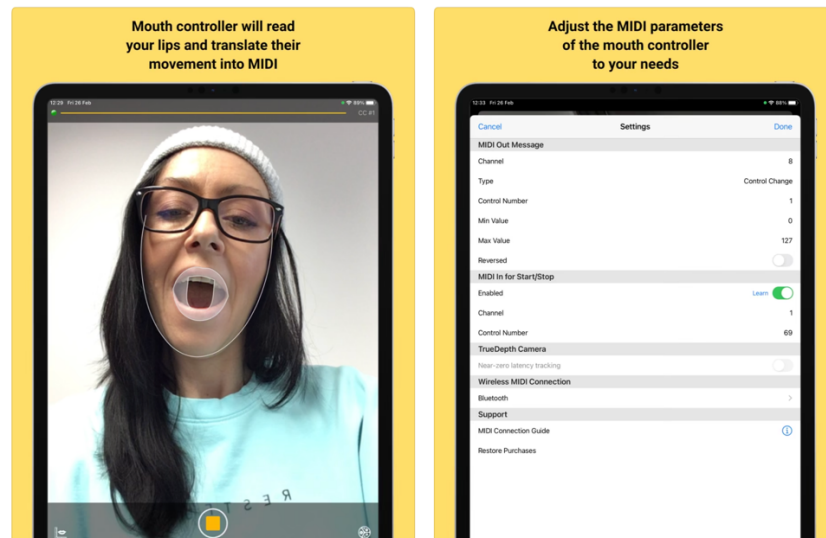 Mouth controller will read
your lips and translate their
movement into MIDI
12:29 Fri 26 Feb
88%
CC #1
R E S T
Adjust the MIDI parameters
of the mouth controller
to your needs
12:33 Fri 26 Feb
88%
Cancel Settings Done
MIDI Out Message
Channel 8
Type Control Change
Control Number 1
Min Value 0
Max Value 127
Reversed
MIDI In for Start/Stop
Enabled Learn
Channel 1
Control Number 69
TrueDepth Camera
Near-zero latency tracking
Wireless MIDI Connection
Bluetooth
Support
MIDI Connection Guide
Restore Purchases